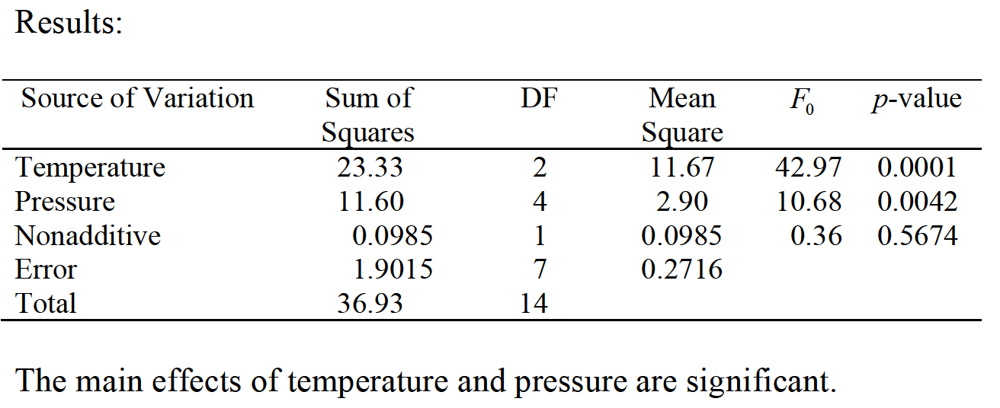 Results:
Source of Variation Sum of Squares DF Mean Square F₀ p-value
Temperature 23.33 2 11.67 42.97 0.0001
Pressure 11.60 4 2.90 10.68 0.0042
Nonadditive 0.0985 1 0.0985 0.36 0.5674
Error 1.9015 7 0.2716
Total 36.93 14
The main effects of temperature and pressure are significant.